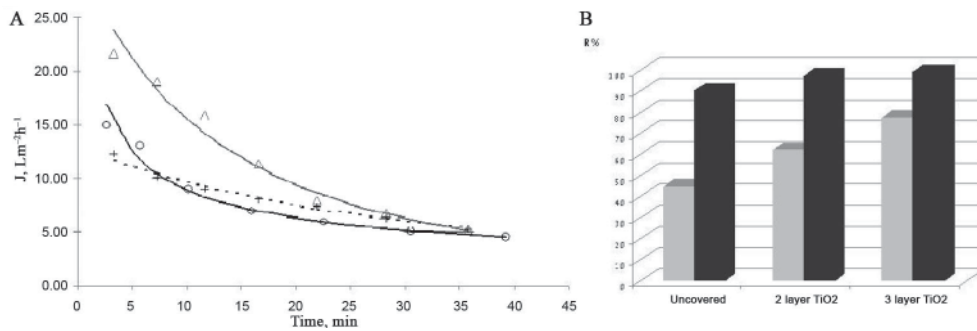 A
25.00
20.00
15.00
10.00
5.00
0.00
J, Lm⁻²h⁻¹
0 5 10 15 20 25 30 35 40 45
Time, min
B
R%
100
90
80
70
60
50
40
30
20
10
0
Uncovered 2 layer TiO2 3 layer TiO2